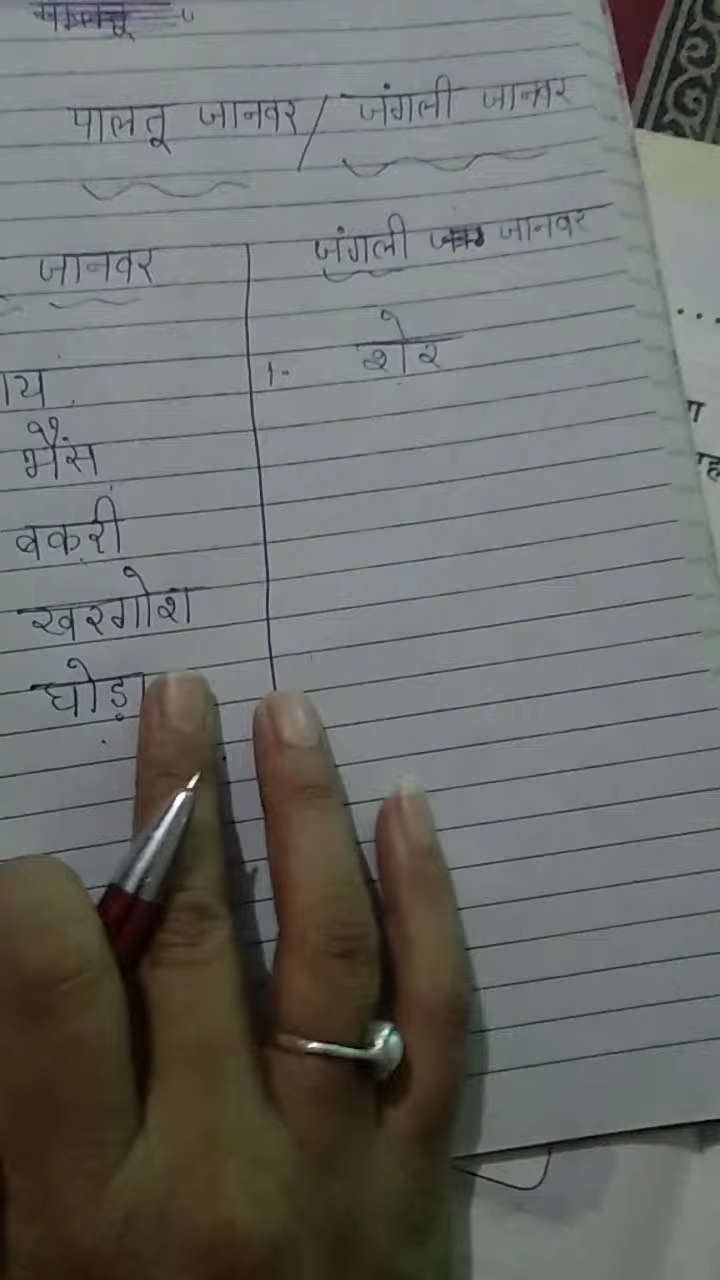 पालतू जानवर / जंगली जानवर
जानवर
जंगली जानवर
1- शेर
भैंस
बकरी
खरगोश
घोड़ा